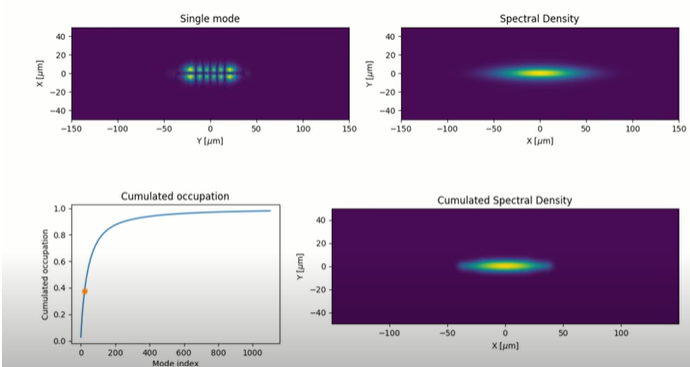 Single mode
40
20
0
−20
−40
X [μm]
−150 −100 −50 0 50 100 150
Y [μm]
Spectral Density
40
20
0
−20
−40
Y [μm]
−150 −100 −50 0 50 100 150
X [μm]
Cumulated occupation
1.0
0.8
0.6
0.4
0.2
0.0
Cumulated occupation
0 200 400 600 800 1000
Mode index
Cumulated Spectral Density
40
20
0
−20
−40
Y [μm]
−100 −50 0 50 100
X [μm]